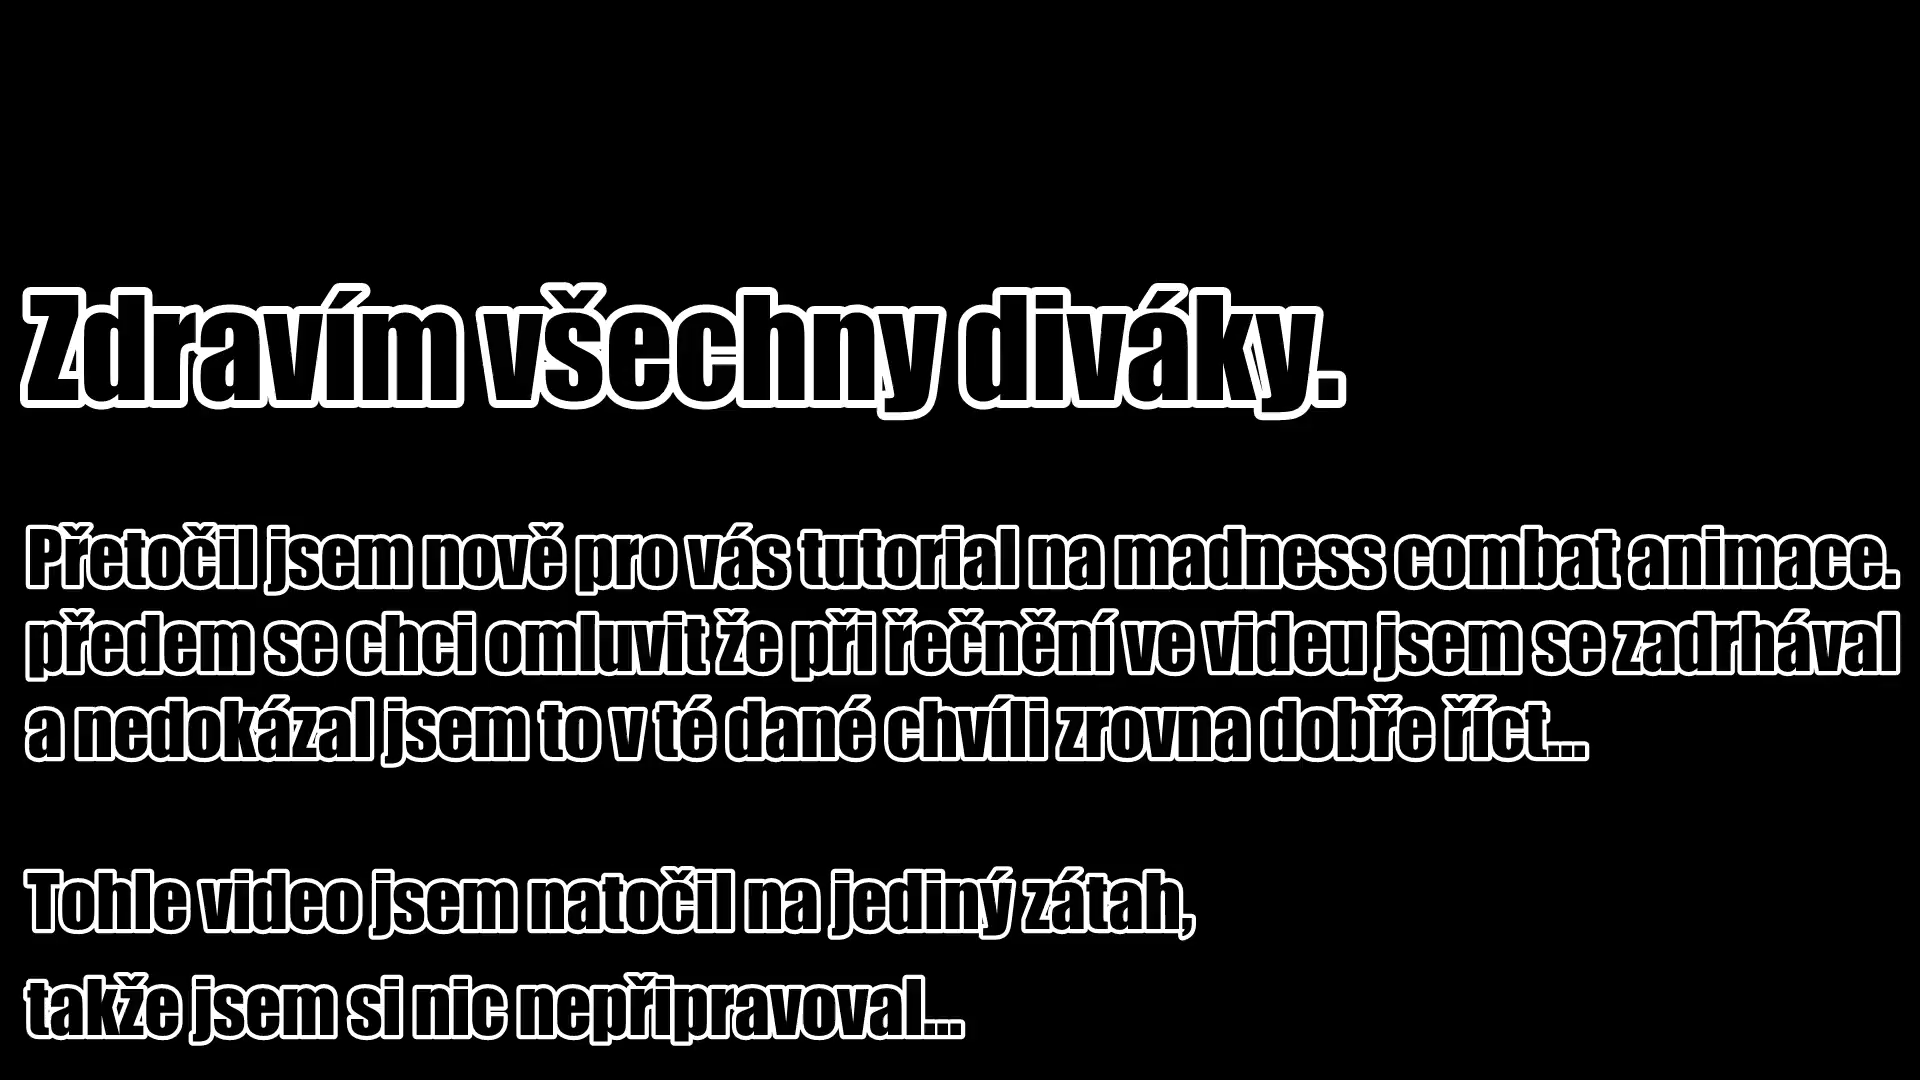 Zdravím všechny diváky.
Přetočil jsem nově pro vás tutorial na madness combat animace.
předem se chci omluvit že při řečnění ve videu jsem se zadrhával
a nedokázal jsem to v té dané chvíli zrovna dobře říct...
Tohle video jsem natočil na jediný zátah,
takže jsem si nic nepřipravoval...